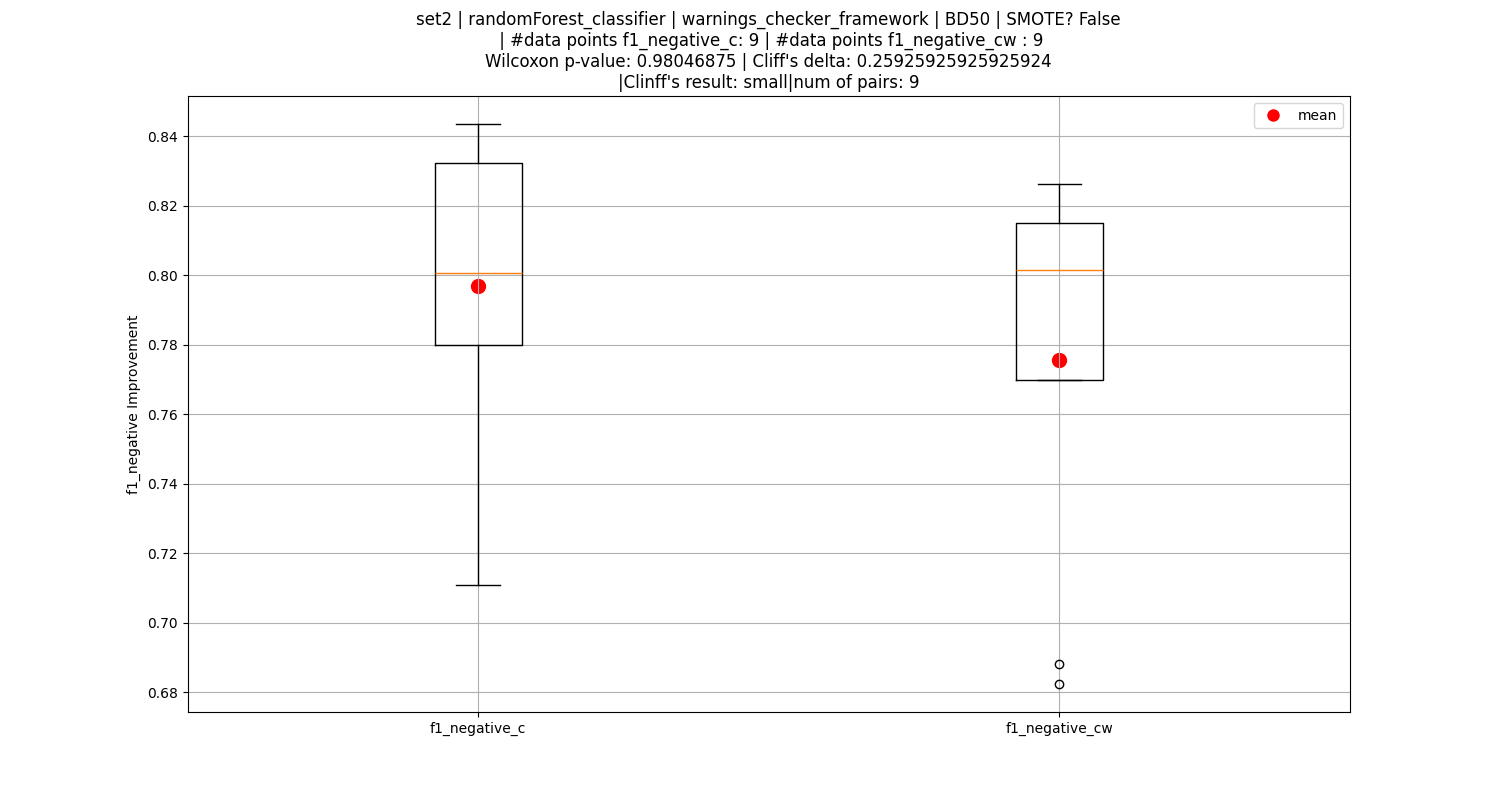 set2 | randomForest_classifier | warnings_checker_framework | BD50 | SMOTE? False
| #data points f1_negative_c: 9 | #data points f1_negative_cw : 9
Wilcoxon p-value: 0.98046875 | Cliff's delta: 0.25925925925925924
|Clinff's result: small|num of pairs: 9
mean
0.84
0.82
0.80
0.78
0.76
0.74
0.72
0.70
0.68
f1_negative Improvement
f1_negative_c
f1_negative_cw